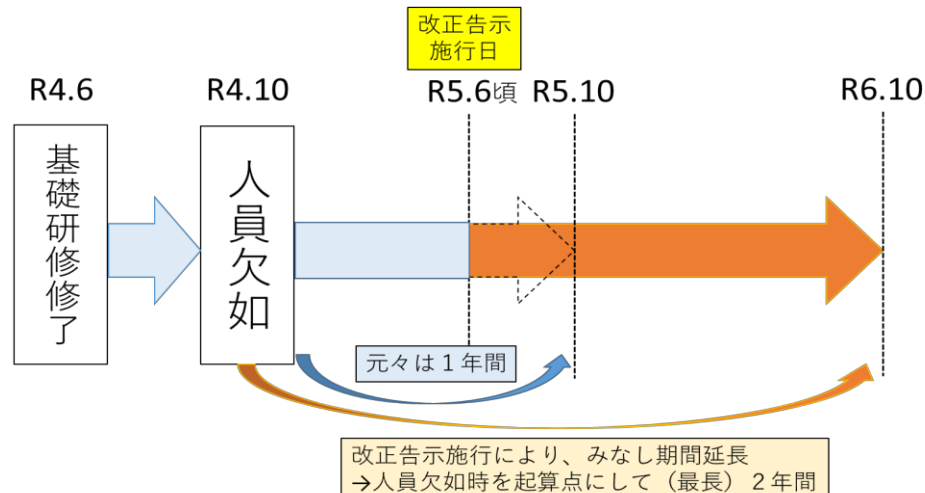 改正告示
施行日
R4.6
R4.10
R5.6頃
R5.10
R6.10
基礎研修修了
人員欠如
元々は１年間
改正告示施行により、みなし期間延長
→人員欠如時を起算点にして（最長）２年間